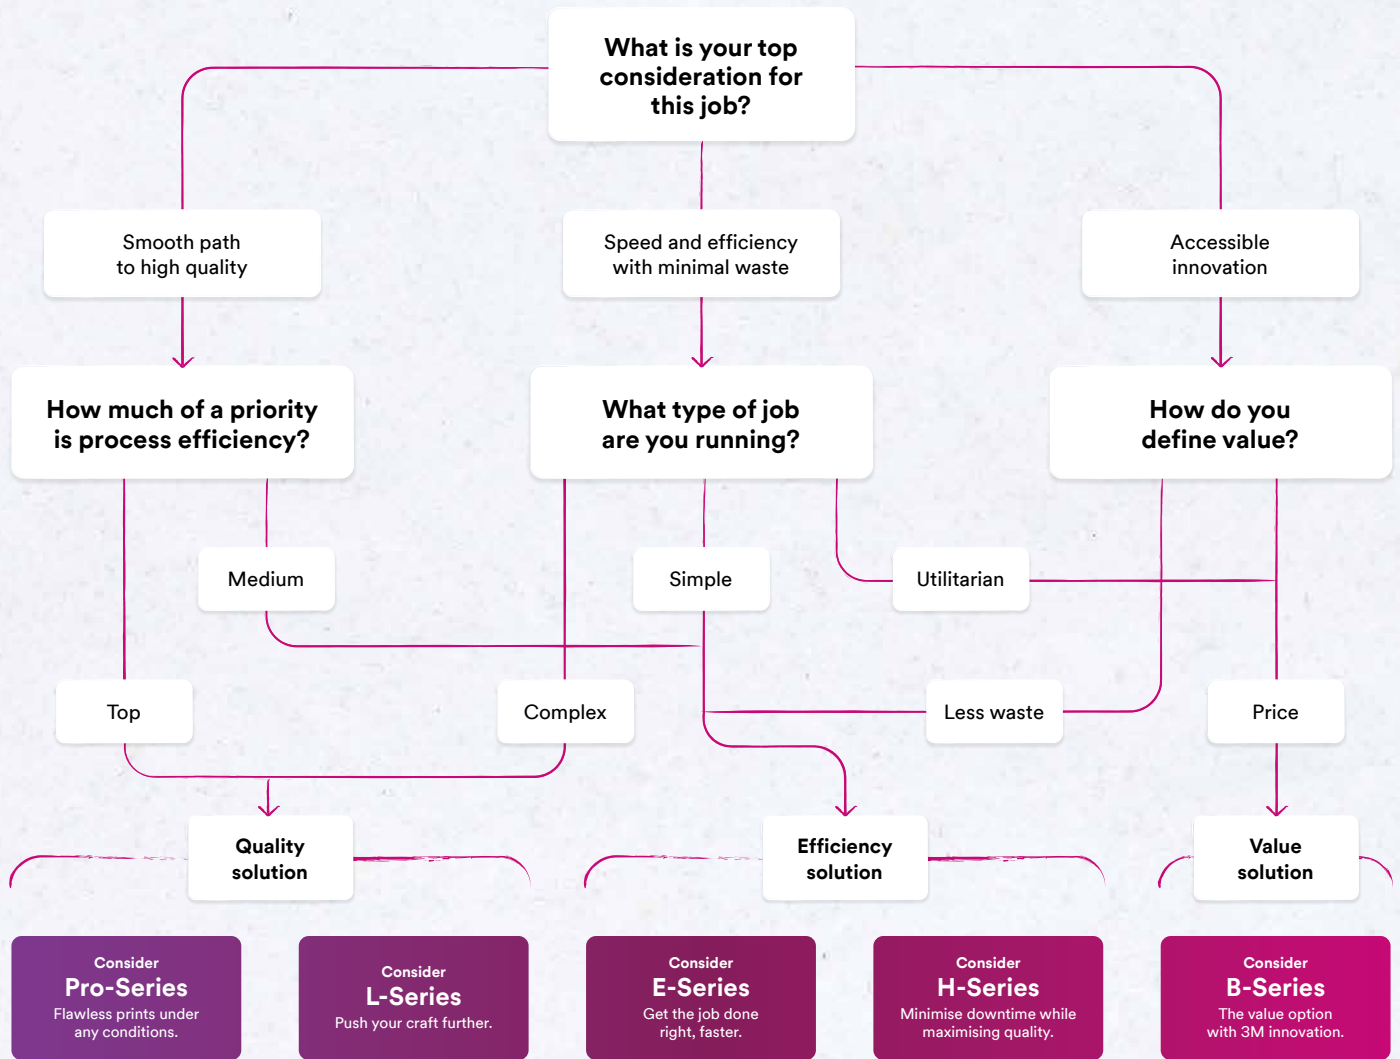 What is your top
consideration for
this job?
Smooth path
to high quality
Speed and efficiency
with minimal waste
Accessible
innovation
How much of a priority
is process efficiency?
What type of job
are you running?
How do you
define value?
Medium
Simple
Utilitarian
Top
Complex
Less waste
Price
Quality
solution
Efficiency
solution
Value
solution
Consider
Pro-Series
Flawless prints under
any conditions.
Consider
L-Series
Push your craft further.
Consider
E-Series
Get the job done
right, faster.
Consider
H-Series
Minimise downtime while
maximising quality.
Consider
B-Series
The value option
with 3M innovation.